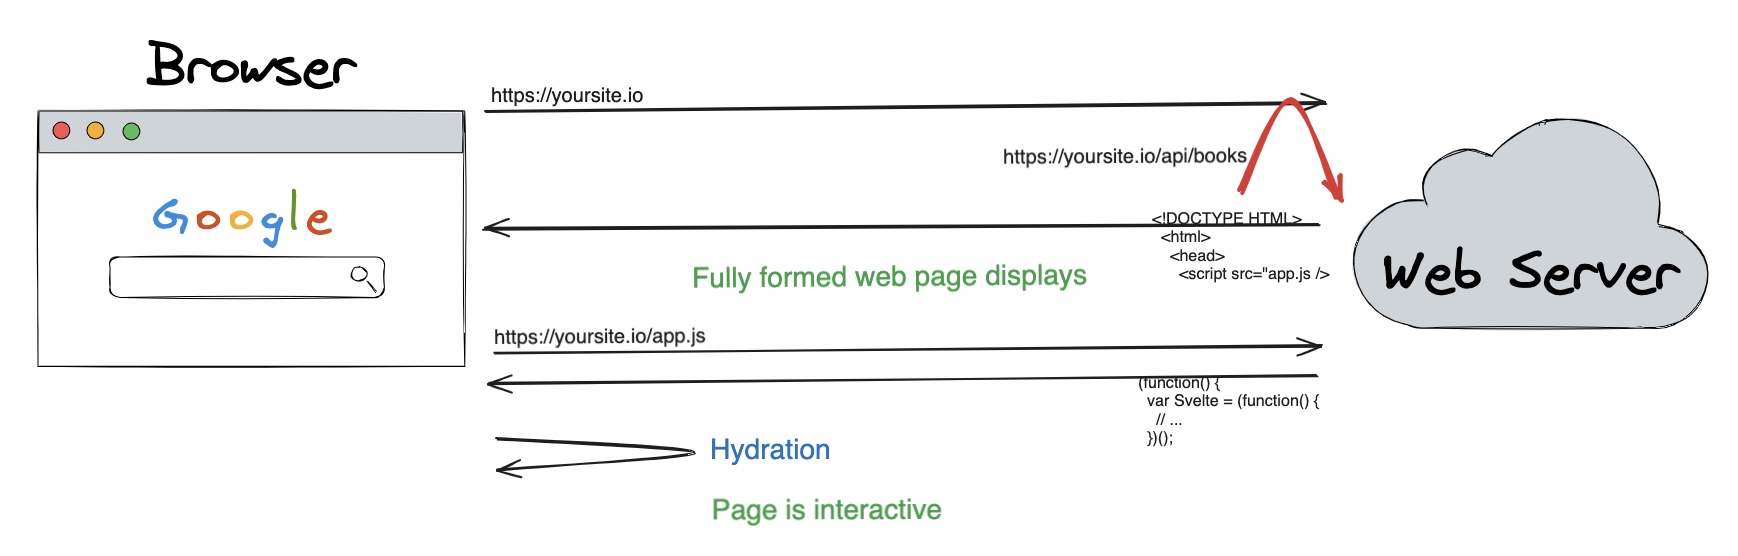 Browser
Google
https://yoursite.io
https://yoursite.io/api/books
<!DOCTYPE HTML>
<html>
<head>
<script src="app.js />
Fully formed web page displays
Web Server
https://yoursite.io/app.js
(function() {
var Svelte = (function() {
// ...
})();
Hydration
Page is interactive